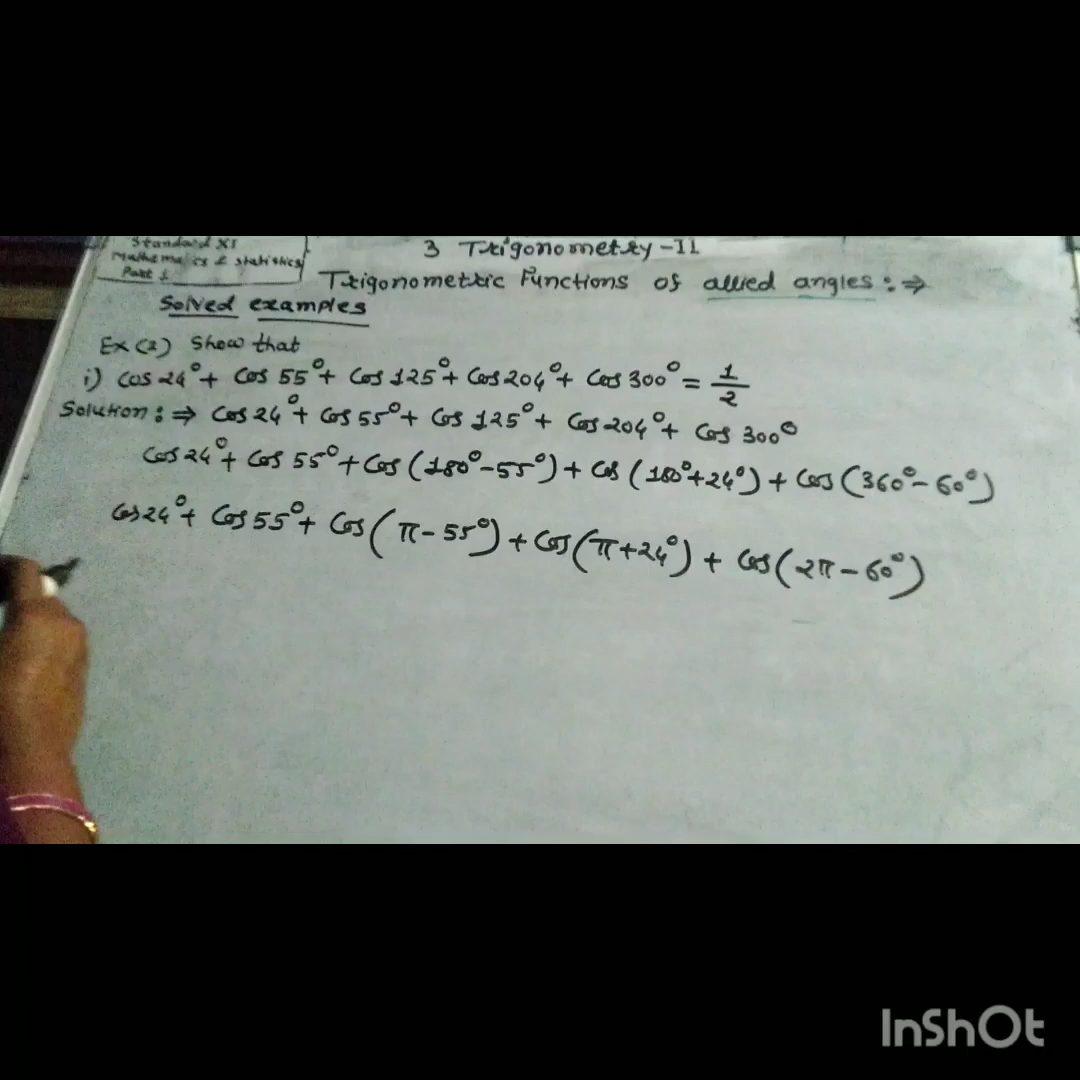 Standard XI
Mathematics & Statistics
Part 1
3 Trigonometry-II
Trigonometric Functions of allied angles :⇒
Solved examples
Ex (2) Show that
i) cos 24° + cos 55° + cos 125° + cos 204° + cos 300° = 1/2
Solution :⇒ cos 24° + cos 55° + cos 125° + cos 204° + cos 300°
cos 24° + cos 55° + cos (180° - 55°) + cos (180° + 24°) + cos (360° - 60°)
cos 24° + cos 55° + cos (π - 55°) + cos (π + 24°) + cos (2π - 60°)
InShOt